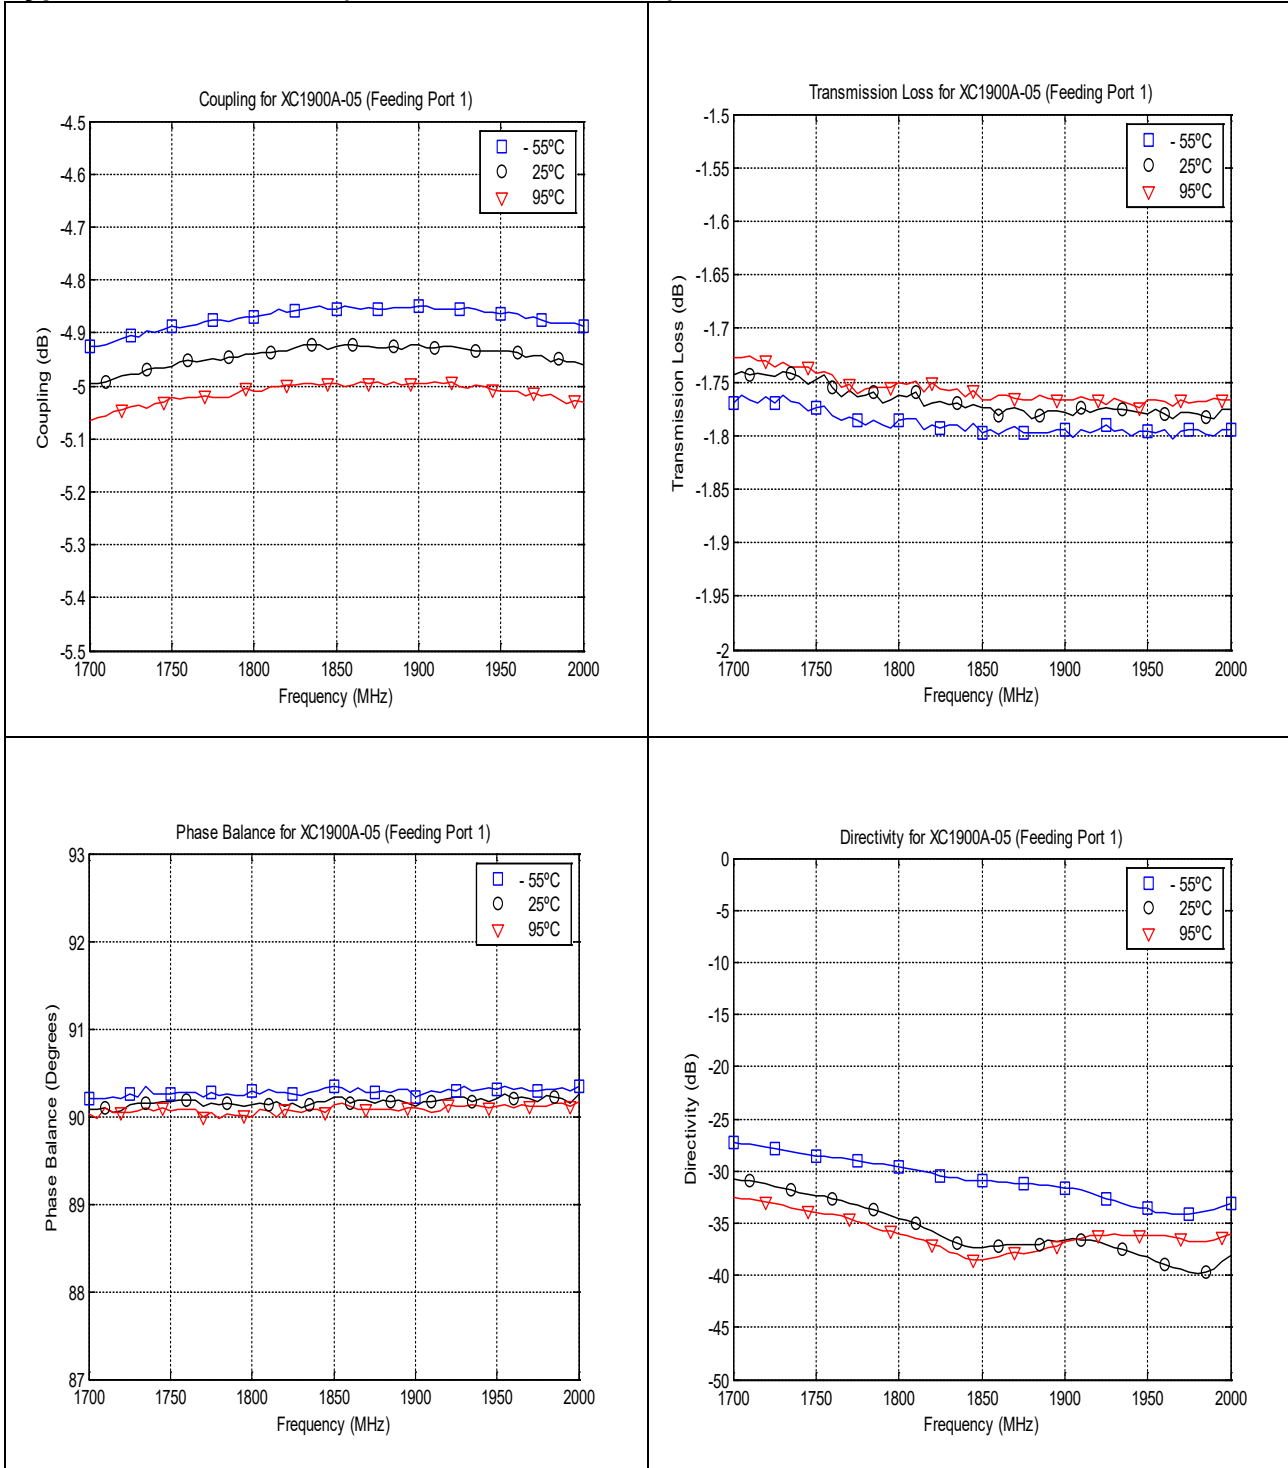 Coupling for XC1900A-05 (Feeding Port 1)
-4.5
-4.6
-4.7
-4.8
-4.9
-5
-5.1
-5.2
-5.3
-5.4
-5.5
Coupling (dB)
- 55ºC
25ºC
95ºC
1700 1750 1800 1850 1900 1950 2000
Frequency (MHz)
Transmission Loss for XC1900A-05 (Feeding Port 1)
-1.5
-1.55
-1.6
-1.65
-1.7
-1.75
-1.8
-1.85
-1.9
-1.95
-2
Transmission Loss (dB)
- 55ºC
25ºC
95ºC
1700 1750 1800 1850 1900 1950 2000
Frequency (MHz)
Phase Balance for XC1900A-05 (Feeding Port 1)
93
92
91
90
89
88
87
Phase Balance (Degrees)
- 55ºC
25ºC
95ºC
1700 1750 1800 1850 1900 1950 2000
Frequency (MHz)
Directivity for XC1900A-05 (Feeding Port 1)
0
-5
-10
-15
-20
-25
-30
-35
-40
-45
-50
Directivity (dB)
- 55ºC
25ºC
95ºC
1700 1750 1800 1850 1900 1950 2000
Frequency (MHz)